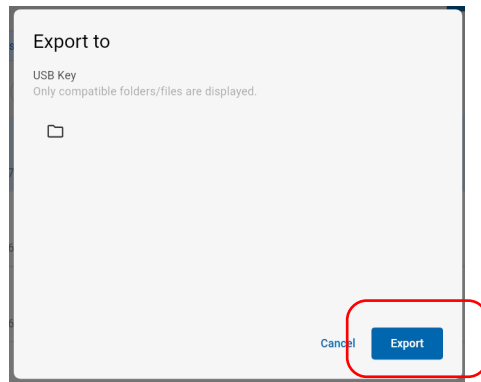 Export to
USB Key
Only compatible folders/files are displayed.
Cancel
Export